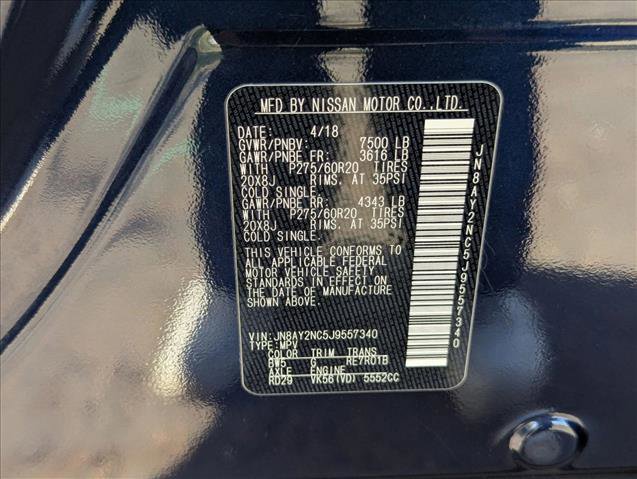 MFD BY NISSAN MOTOR CO.,LTD.
DATE: 4/18
GVWR/PNBV: 7500 LB
GAWR/PNBE FR: 3616 LB
WITH P275/60R20 TIRES
20X8J RIMS, AT 35PSI
COLD SINGLE.
GAWR/PNBE RR: 4343 LB
WITH P275/60R20 TIRES
20X8J RIMS, AT 35PSI
COLD SINGLE.
THIS VEHICLE CONFORMS TO
ALL APPLICABLE FEDERAL
MOTOR VEHICLE SAFETY
STANDARDS IN EFFECT ON
THE DATE OF MANUFACTURE
SHOWN ABOVE.
VIN: JN8AY2NC5J9557340
TYPE: MPV
COLOR TRIM TRANS
BW5 G RE7R01B
AXLE ENGINE
RD29 VK56(VD) 5552CC
JN8AY2NC5J9557340